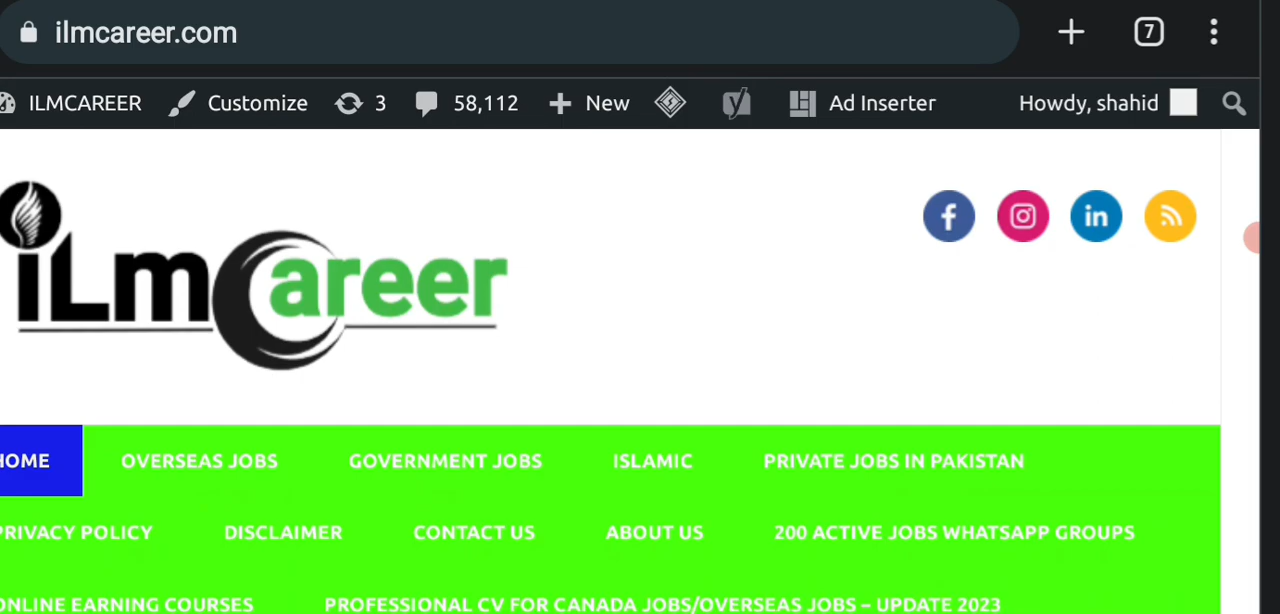 ilmcareer.com 7
ILMCAREER Customize 3 58,112 New Ad Inserter Howdy, shahid
iLmCareer
HOME OVERSEAS JOBS GOVERNMENT JOBS ISLAMIC PRIVATE JOBS IN PAKISTAN
PRIVACY POLICY DISCLAIMER CONTACT US ABOUT US 200 ACTIVE JOBS WHATSAPP GROUPS
ONLINE EARNING COURSES PROFESSIONAL CV FOR CANADA JOBS/OVERSEAS JOBS – UPDATE 2023